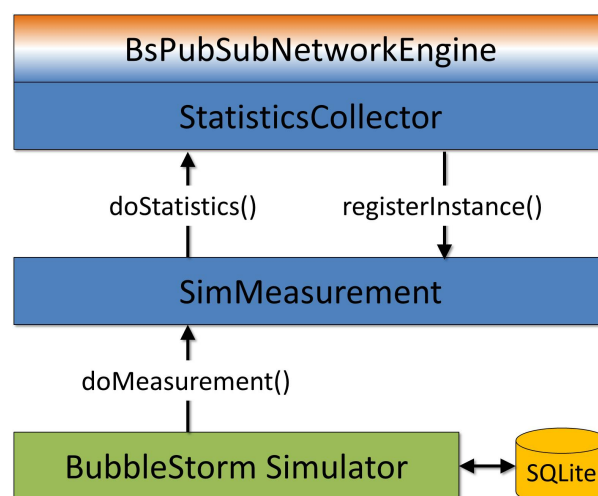 BsPubSubNetworkEngine
StatisticsCollector
doStatistics() registerInstance()
SimMeasurement
doMeasurement()
BubbleStorm Simulator SQLite